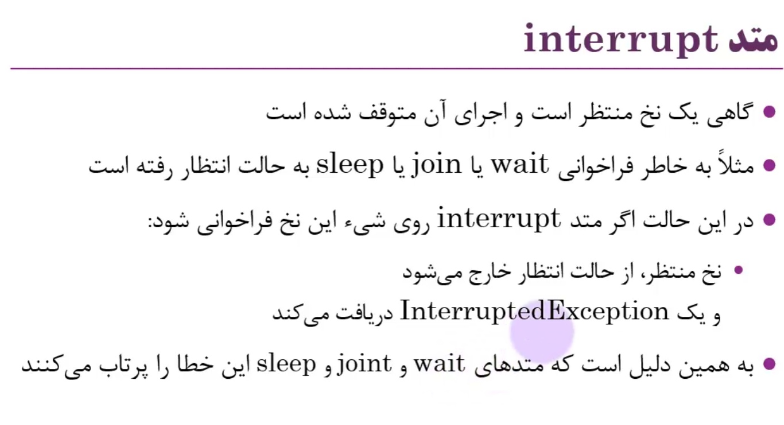 متد interrupt
گاهی یک نخ منتظر است و اجرای آن متوقف شده است
مثلاً به خاطر فراخوانی wait یا join یا sleep به حالت انتظار رفته است
در این حالت اگر متد interrupt روی شیء این نخ فراخوانی شود:
نخ منتظر، از حالت انتظار خارج می‌شود
و یک InterruptedException دریافت می‌کند
به همین دلیل است که متدهای wait و joint و sleep این خطا را پرتاب می‌کنند